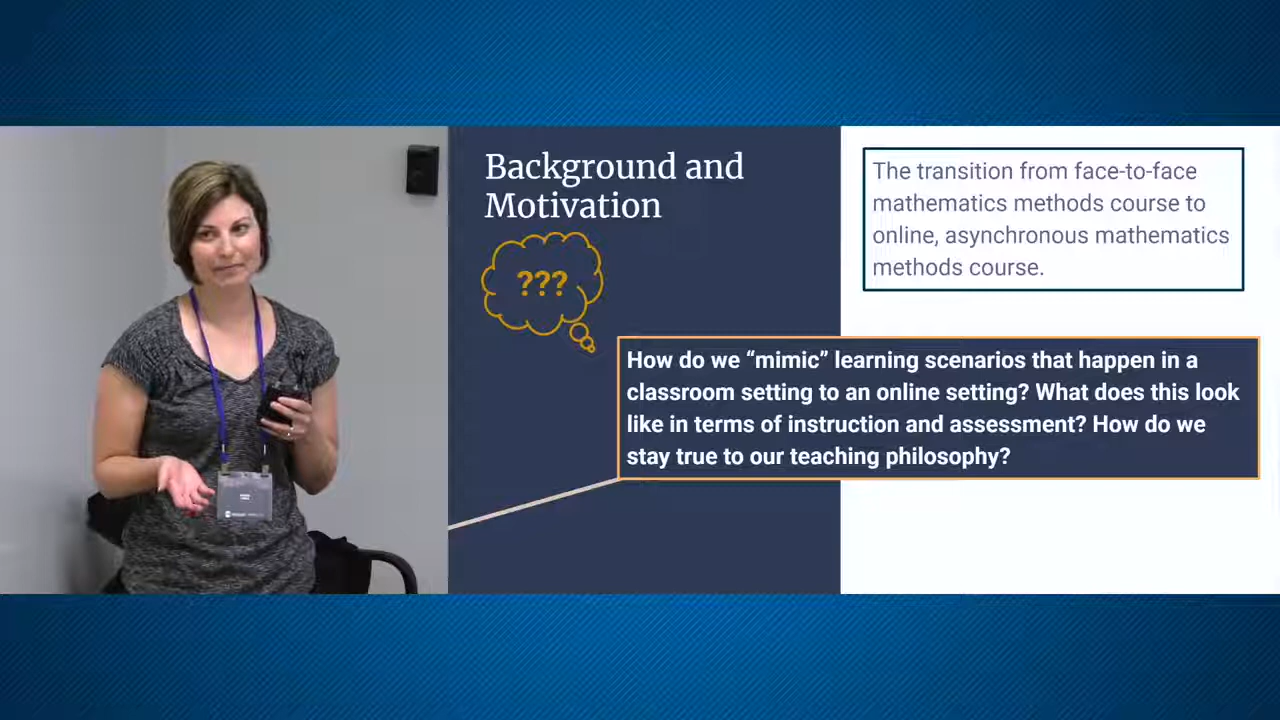 Background and
Motivation
???
The transition from face-to-face
mathematics methods course to
online, asynchronous mathematics
methods course.
How do we “mimic” learning scenarios that happen in a
classroom setting to an online setting? What does this look
like in terms of instruction and assessment? How do we
stay true to our teaching philosophy?